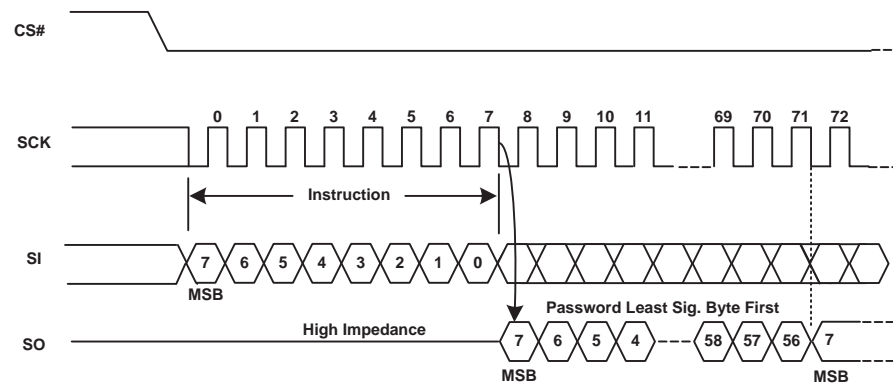 CS#
0 1 2 3 4 5 6 7 8 9 10 11 69 70 71 72
SCK
Instruction
SI
7 6 5 4 3 2 1 0
MSB
Password Least Sig. Byte First
High Impedance
SO
7 6 5 4 58 57 56 7
MSB MSB